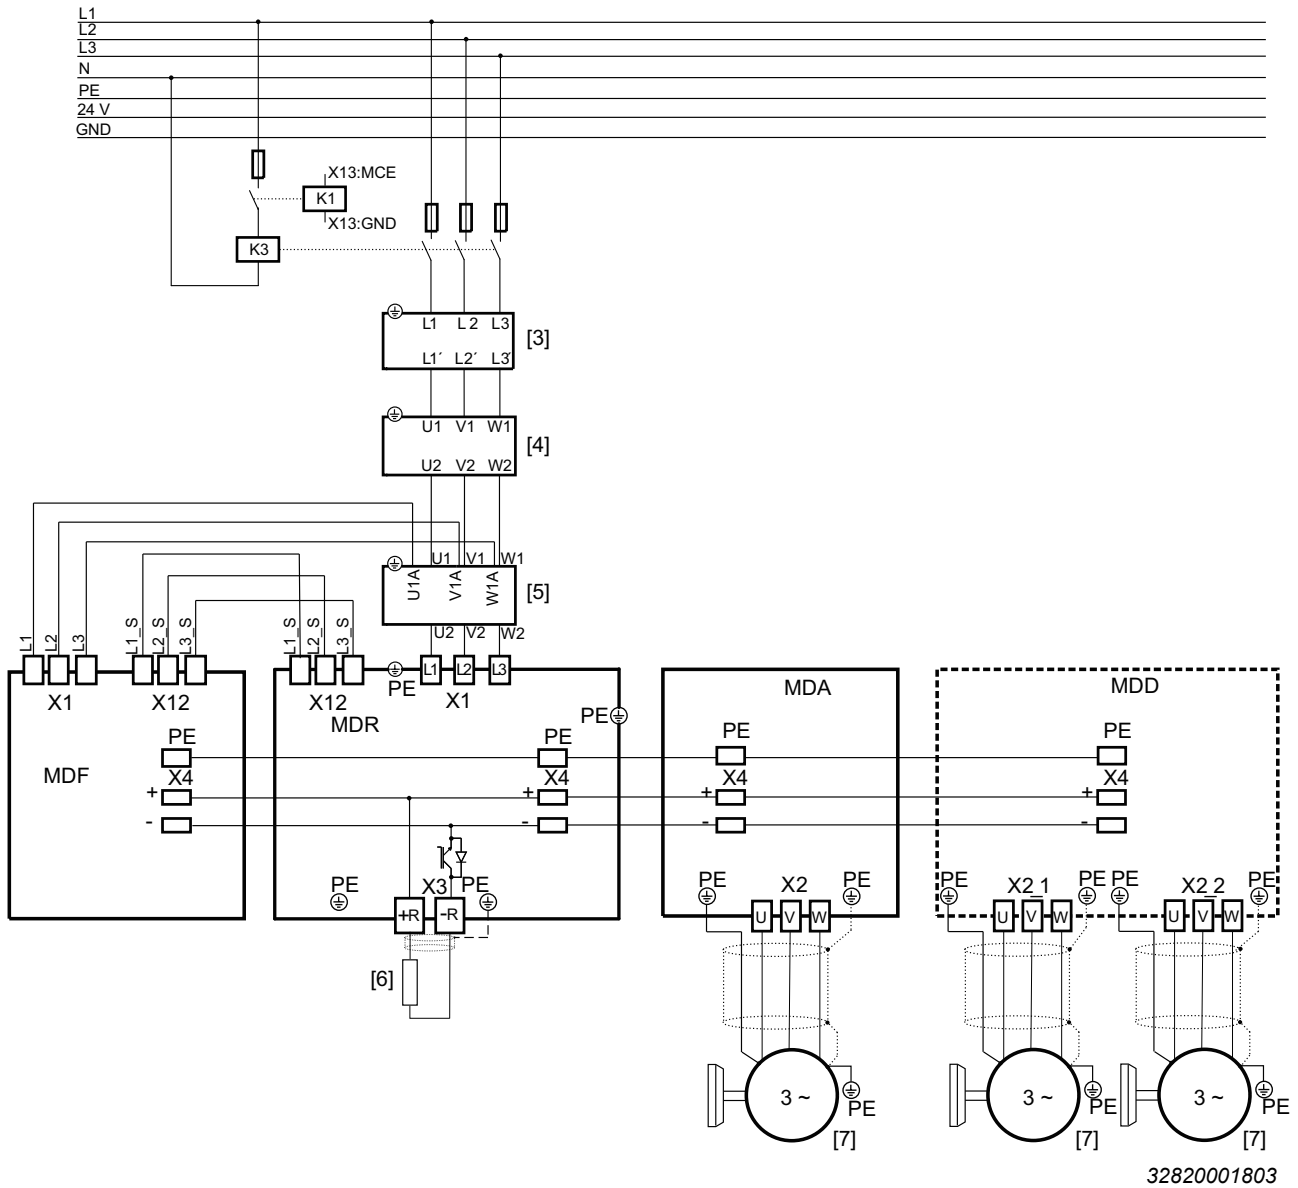 L1
L2
L3
N
PE
24 V
GND
X13:MCE
K1
X13:GND
K3
L1 L 2 L3
[3]
L1´ L2´ L3´
U1 V1 W1
[4]
U2 V2 W2
U1 V1 W1
U1A V1A W1A
[5]
U2 V2 W2
L1 L2 L3 L1_S L2_S L3_S L1_S L2_S L3_S
L1 L2 L3
X1 X12 X12 PE X1
MDR
PE
MDA
MDD
PE PE PE PE
MDF
X4 X4 X4 X4
+ + + +
- - - -
PE X3 PE
+R -R
[6]
PE X2 PE
U V W
PE X2_1 PE PE X2_2 PE
U V W U V W
3 ~ 3 ~ 3 ~
PE PE PE
[7] [7] [7]
32820001803